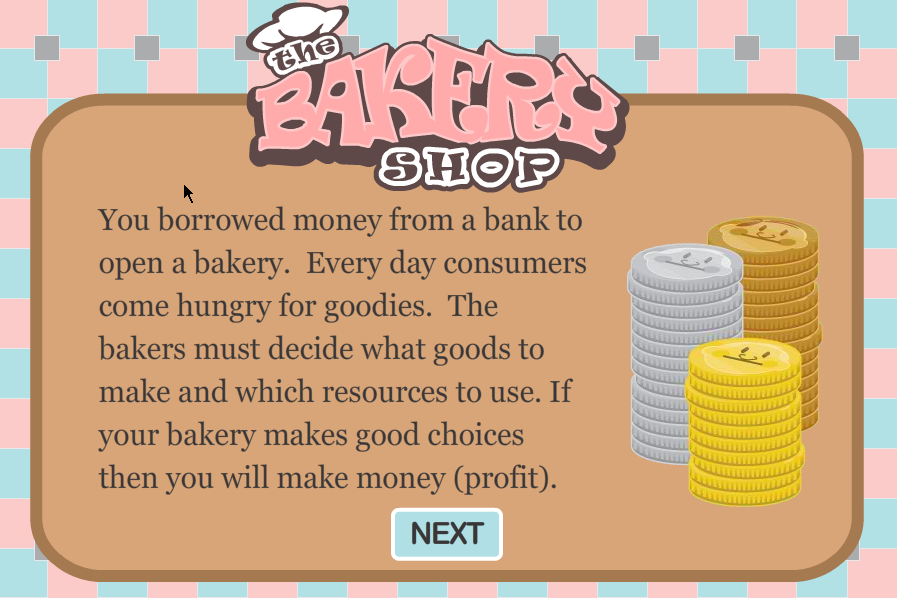 the
BAKERY
SHOP
You borrowed money from a bank to
open a bakery.  Every day consumers
come hungry for goodies.  The
bakers must decide what goods to
make and which resources to use. If
your bakery makes good choices
then you will make money (profit).
NEXT